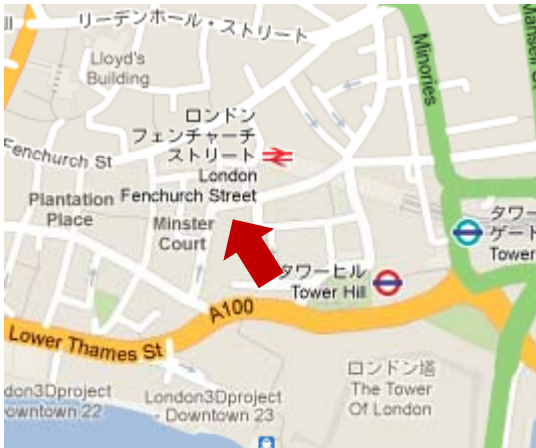 リーデンホール・ストリート
Lloyd's
Building
Minories
ロンドン
フェンチャーチ
ストリート
London
Fenchurch Street
Fenchurch St
Plantation
Place
Minster
Court
タワー
ゲート
Tower
タワーヒル
Tower Hill
A100
Lower Thames St
ロンドン塔
The Tower
Of London
don3Dproject
owntown 22
London3Dproject
- Downtown 23